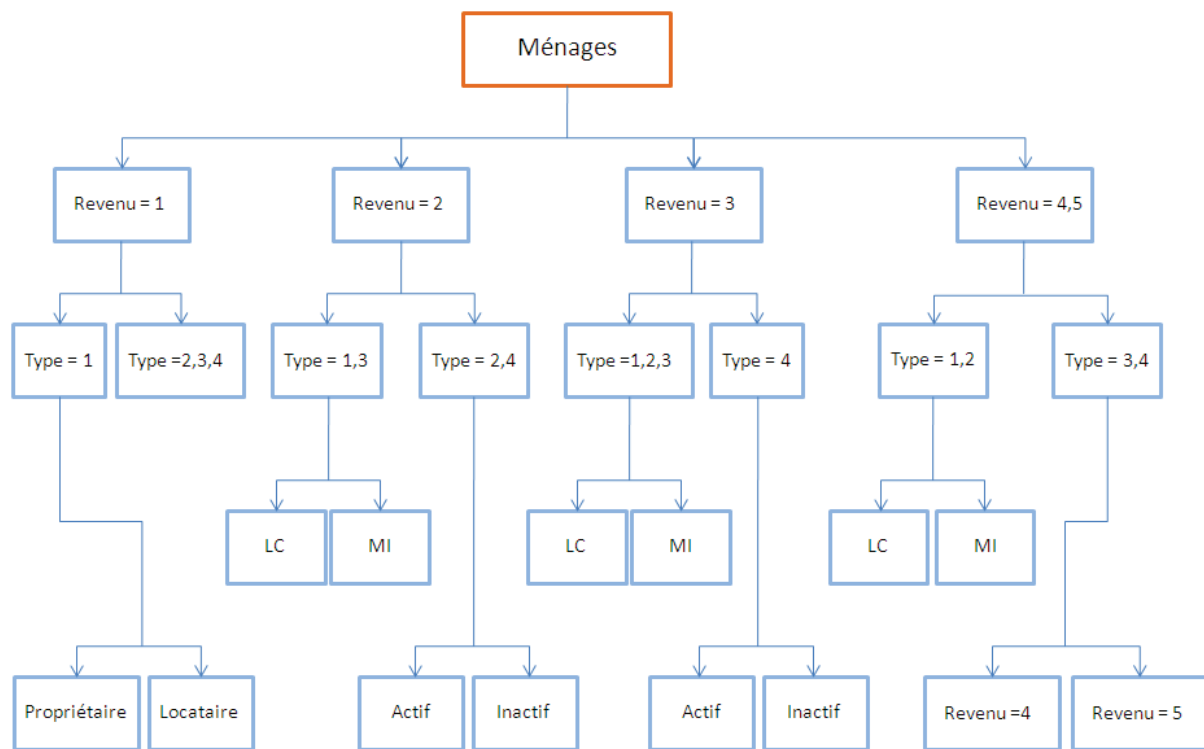 Ménages
Revenu = 1
Revenu = 2
Revenu = 3
Revenu = 4,5
Type = 1
Type =2,3,4
Type = 1,3
Type = 2,4
Type =1,2,3
Type = 4
Type = 1,2
Type = 3,4
LC
MI
LC
MI
LC
MI
Propriétaire
Locataire
Actif
Inactif
Actif
Inactif
Revenu =4
Revenu = 5